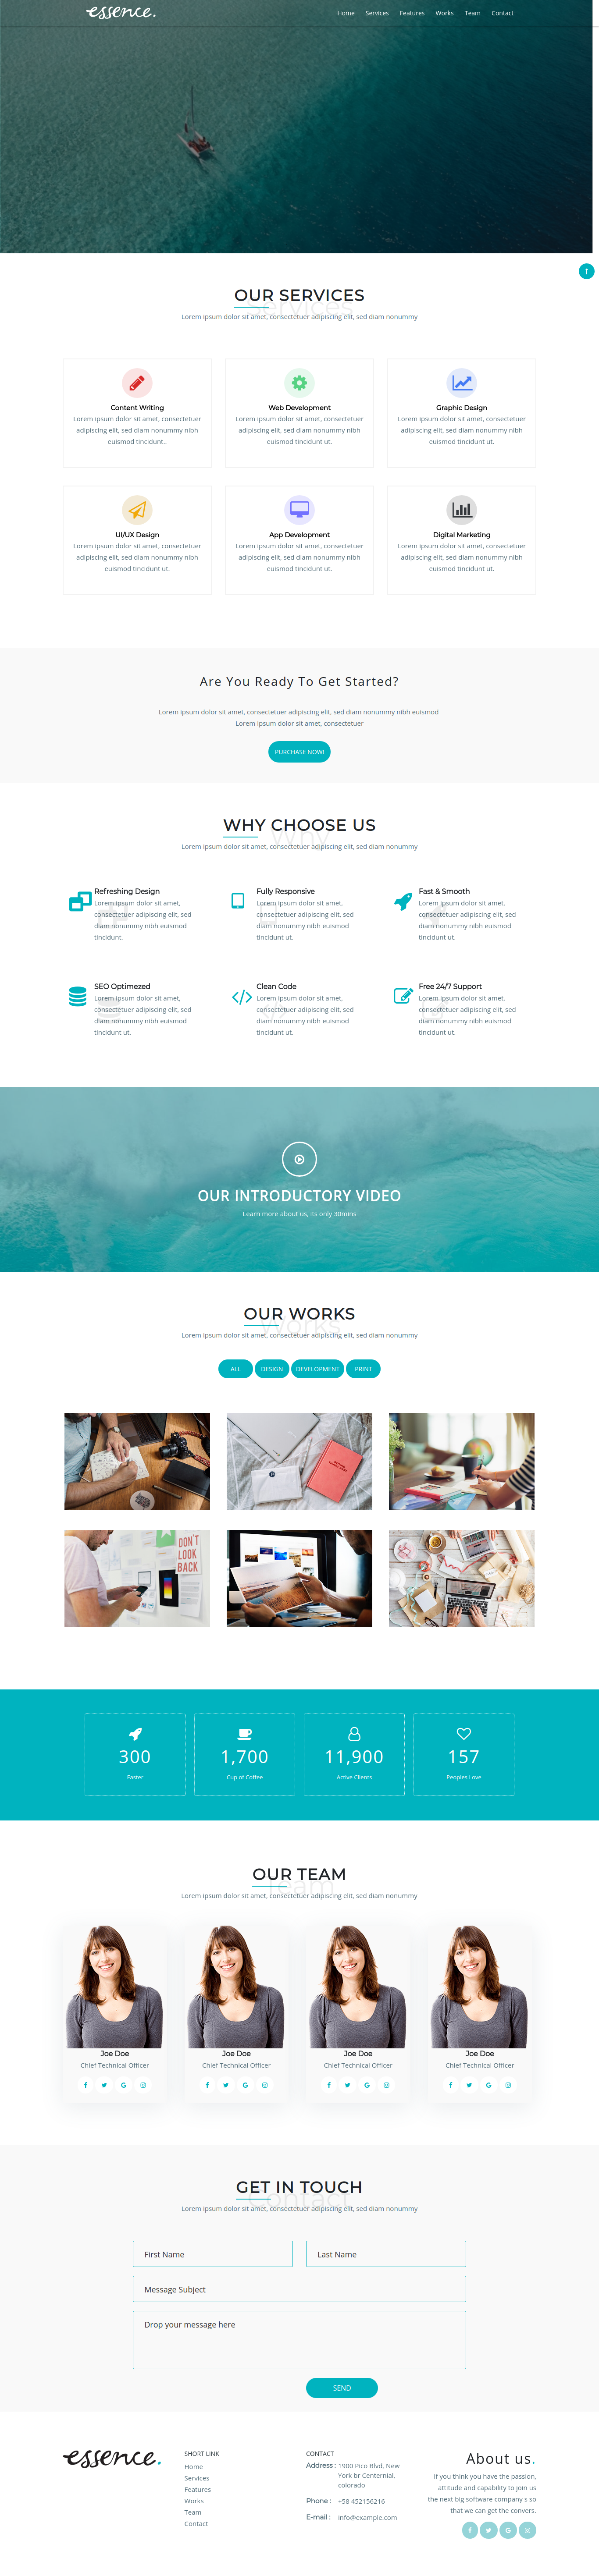 essence.
Home Services Features Works Team Contact
Services
OUR SERVICES
Lorem ipsum dolor sit amet, consectetuer adipiscing elit, sed diam nonummy
Content Writing
Lorem ipsum dolor sit amet, consectetuer
adipiscing elit, sed diam nonummy nibh
euismod tincidunt..
Web Development
Lorem ipsum dolor sit amet, consectetuer
adipiscing elit, sed diam nonummy nibh
euismod tincidunt ut.
Graphic Design
Lorem ipsum dolor sit amet, consectetuer
adipiscing elit, sed diam nonummy nibh
euismod tincidunt ut.
UI/UX Design
Lorem ipsum dolor sit amet, consectetuer
adipiscing elit, sed diam nonummy nibh
euismod tincidunt ut.
App Development
Lorem ipsum dolor sit amet, consectetuer
adipiscing elit, sed diam nonummy nibh
euismod tincidunt ut.
Digital Marketing
Lorem ipsum dolor sit amet, consectetuer
adipiscing elit, sed diam nonummy nibh
euismod tincidunt ut.
Are You Ready To Get Started?
Lorem ipsum dolor sit amet, consectetuer adipiscing elit, sed diam nonummy nibh euismod
Lorem ipsum dolor sit amet, consectetuer
PURCHASE NOW!
Why
WHY CHOOSE US
Lorem ipsum dolor sit amet, consectetuer adipiscing elit, sed diam nonummy
Refreshing Design
Lorem ipsum dolor sit amet,
consectetuer adipiscing elit, sed
diam nonummy nibh euismod
tincidunt.
Fully Responsive
Lorem ipsum dolor sit amet,
consectetuer adipiscing elit, sed
diam nonummy nibh euismod
tincidunt ut.
Fast & Smooth
Lorem ipsum dolor sit amet,
consectetuer adipiscing elit, sed
diam nonummy nibh euismod
tincidunt ut.
SEO Optimezed
Lorem ipsum dolor sit amet,
consectetuer adipiscing elit, sed
diam nonummy nibh euismod
tincidunt ut.
Clean Code
Lorem ipsum dolor sit amet,
consectetuer adipiscing elit, sed
diam nonummy nibh euismod
tincidunt ut.
Free 24/7 Support
Lorem ipsum dolor sit amet,
consectetuer adipiscing elit, sed
diam nonummy nibh euismod
tincidunt ut.
OUR INTRODUCTORY VIDEO
Learn more about us, its only 30mins
Works
OUR WORKS
Lorem ipsum dolor sit amet, consectetuer adipiscing elit, sed diam nonummy
ALL DESIGN DEVELOPMENT PRINT
DON'T
LOOK
BACK
300
Faster
1,700
Cup of Coffee
11,900
Active Clients
157
Peoples Love
Team
OUR TEAM
Lorem ipsum dolor sit amet, consectetuer adipiscing elit, sed diam nonummy
Joe Doe
Chief Technical Officer
Joe Doe
Chief Technical Officer
Joe Doe
Chief Technical Officer
Joe Doe
Chief Technical Officer
Contact
GET IN TOUCH
Lorem ipsum dolor sit amet, consectetuer adipiscing elit, sed diam nonummy
First Name
Last Name
Message Subject
Drop your message here
SEND
essence.
SHORT LINK
Home
Services
Features
Works
Team
Contact
CONTACT
Address : 1900 Pico Blvd, New
York br Centernial,
colorado
Phone : +58 452156216
E-mail : info@example.com
About us.
If you think you have the passion,
attitude and capability to join us
the next big software company s so
that we can get the convers.